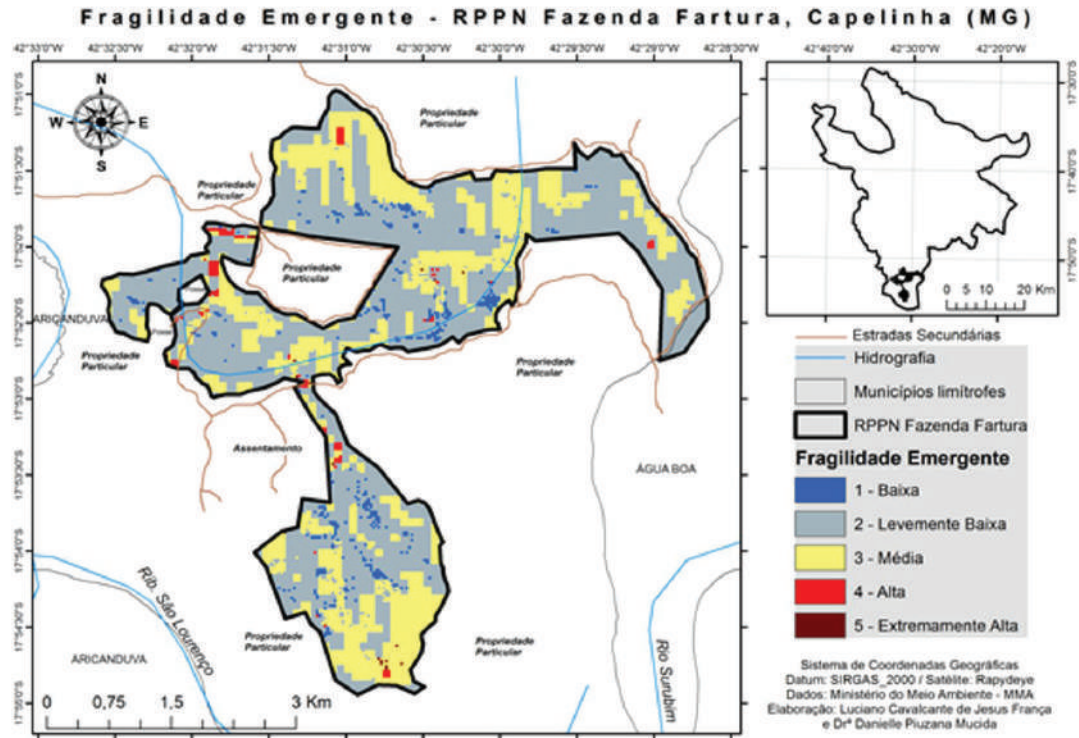 Fragilidade Emergente - RPPN Fazenda Fartura, Capelinha (MG)
42°33'0"S 42°32'30"S 42°32'0"S 42°31'30"S 42°31'0"S 42°30'30"S 42°30'0"S 42°29'30"S 42°29'0"S 42°28'30"S
42°40'0"S 42°30'0"S 42°20'0"S
17°51'0"S
17°51'30"S
17°52'0"S
17°52'30"S
17°53'0"S
17°53'30"S
17°54'0"S
17°54'30"S
17°55'0"S
17°30'0"S
17°40'0"S
17°50'0"S
N
W E
S
Propriedade
Particular
Propriedade
Particular
Propriedade
Particular
ARICANDUVA
Propriedade
Particular
Propriedade
Particular
Assentamento
ÁGUA BOA
Rib. São Lourenço
Propriedade
Particular
Propriedade
Particular
ARICANDUVA
Rio Surubim
0 0,75 1,5 3 Km
0 5 10 20 Km
Estradas Secundárias
Hidrografia
Municípios limítrofes
RPPN Fazenda Fartura
Fragilidade Emergente
1 - Baixa
2 - Levemente Baixa
3 - Média
4 - Alta
5 - Extremamente Alta
Sistema de Coordenadas Geográficas
Datum: SIRGAS_2000 / Satélite: Rapydeye
Dados: Ministério do Meio Ambiente - MMA
Elaboração: Luciano Cavalcante de Jesus França
e Drª Danielle Piuzana Mucida